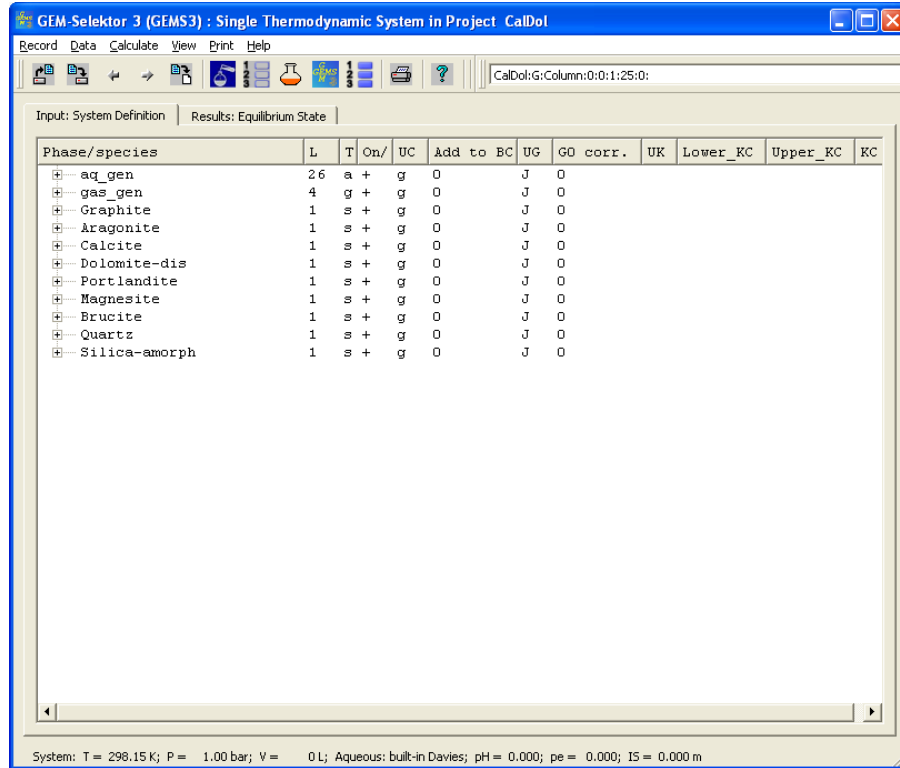 GEM-Selektor 3 (GEMS3) : Single Thermodynamic System in Project CalDol
Record Data Calculate View Print Help
CalDol:G:Column:0:0:1:25:0:
Input: System Definition Results: Equilibrium State
Phase/species L T On/ UC Add to BC UG G0 corr. UK Lower_KC Upper_KC KC
aq_gen 26 a + g 0 J 0
gas_gen 4 g + g 0 J 0
Graphite 1 s + g 0 J 0
Aragonite 1 s + g 0 J 0
Calcite 1 s + g 0 J 0
Dolomite-dis 1 s + g 0 J 0
Portlandite 1 s + g 0 J 0
Magnesite 1 s + g 0 J 0
Brucite 1 s + g 0 J 0
Quartz 1 s + g 0 J 0
Silica-amorph 1 s + g 0 J 0
System: T = 298.15 K; P = 1.00 bar; V = 0 L; Aqueous: built-in Davies; pH = 0.000; pe = 0.000; IS = 0.000 m